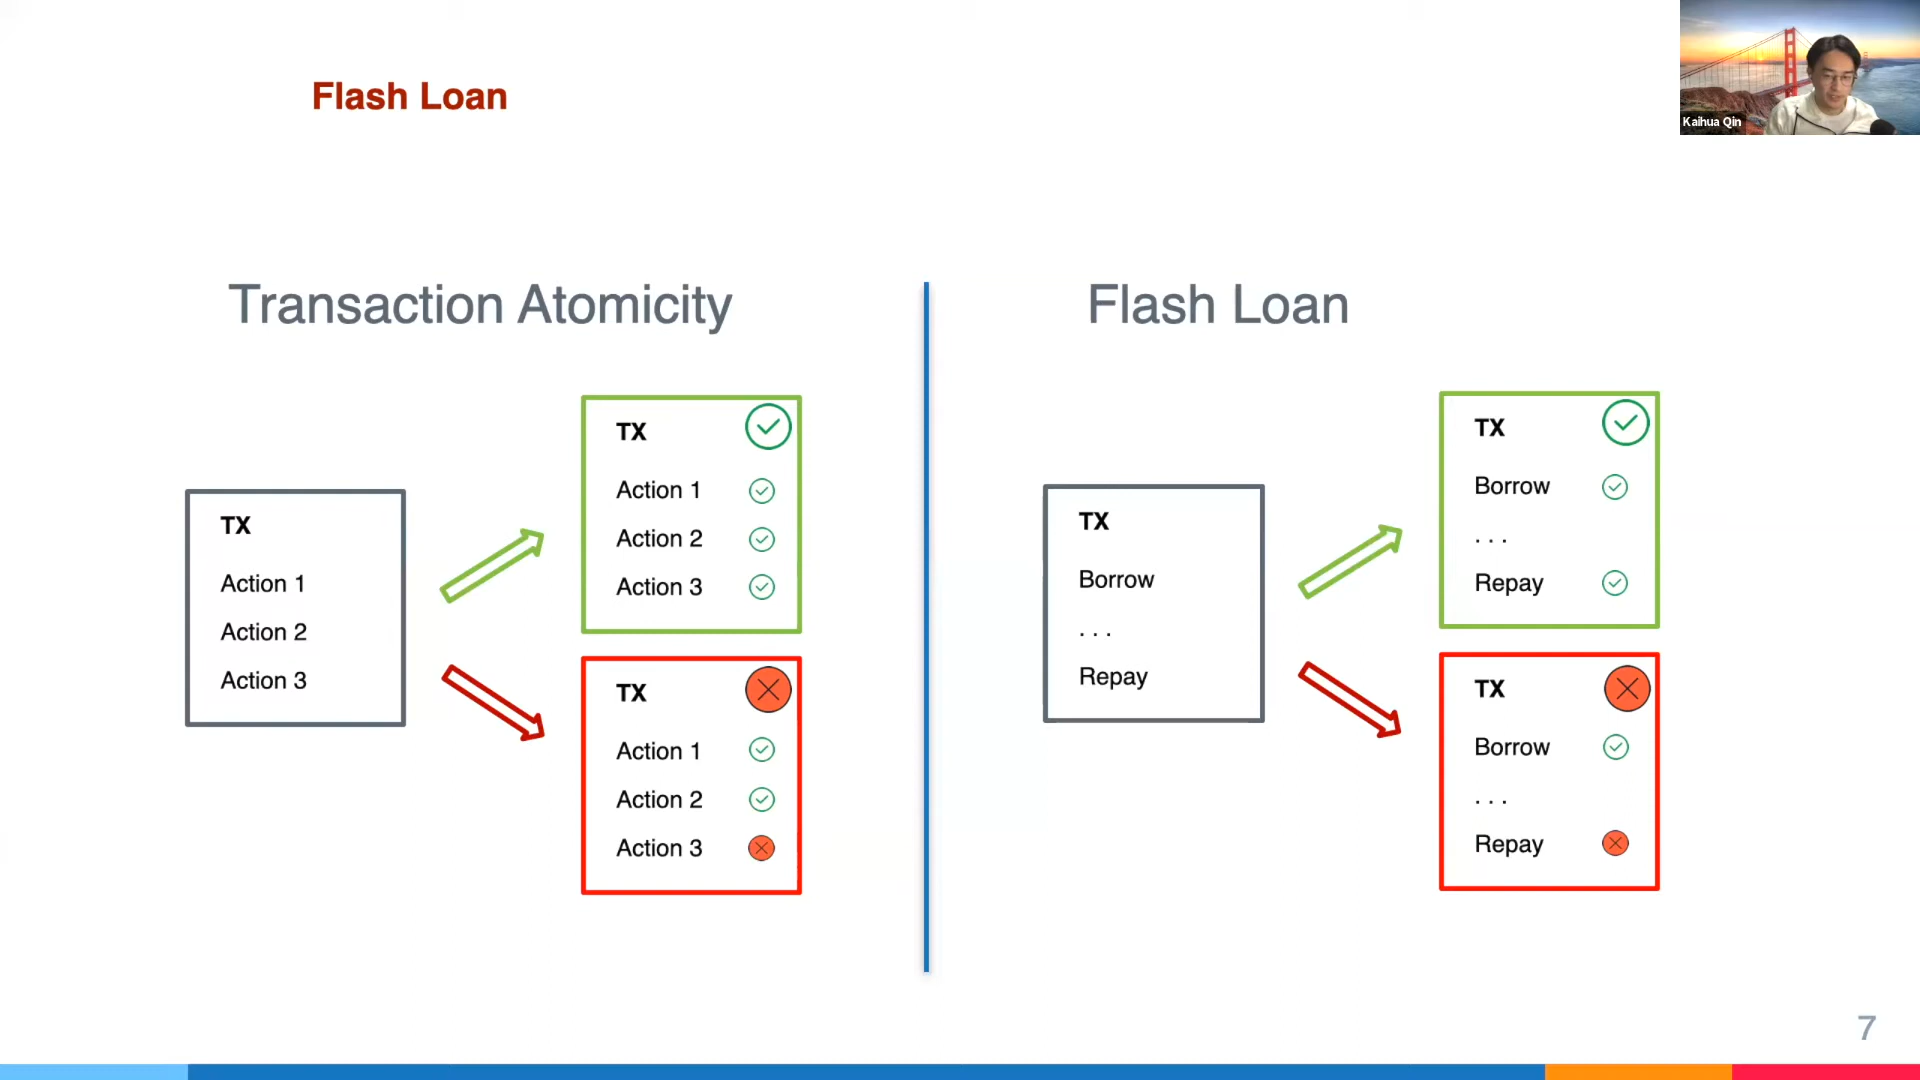 Flash Loan
Kaihua Qin
Transaction Atomicity
TX
Action 1
Action 2
Action 3
TX
Action 1
Action 2
Action 3
TX
Action 1
Action 2
Action 3
Flash Loan
TX
Borrow
. . .
Repay
TX
Borrow
. . .
Repay
TX
Borrow
. . .
Repay
7